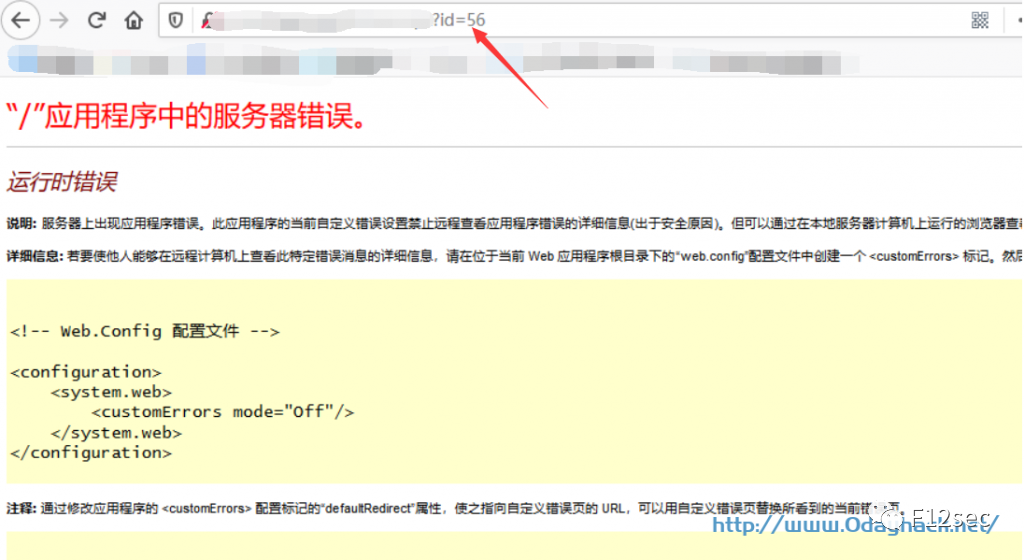 ?id=56
“/”应用程序中的服务器错误。
运行时错误
说明: 服务器上出现应用程序错误。此应用程序的当前自定义错误设置禁止远程查看应用程序错误的详细信息(出于安全原因)。但可以通过在本地服务器计算机上运行的浏览器查
详细信息: 若要使他人能够在远程计算机上查看此特定错误消息的详细信息，请在位于当前 Web 应用程序根目录下的“web.config”配置文件中创建一个 <customErrors> 标记。然后
<!-- Web.Config 配置文件 -->
<configuration>
    <system.web>
        <customErrors mode="Off"/>
    </system.web>
</configuration>
注释: 通过修改应用程序的 <customErrors> 配置标记的“defaultRedirect”属性，使之指向自定义错误页的 URL，可以用自定义错误页替换所看到的当前错误页。
F12sec
http://www.0dayhack.net/